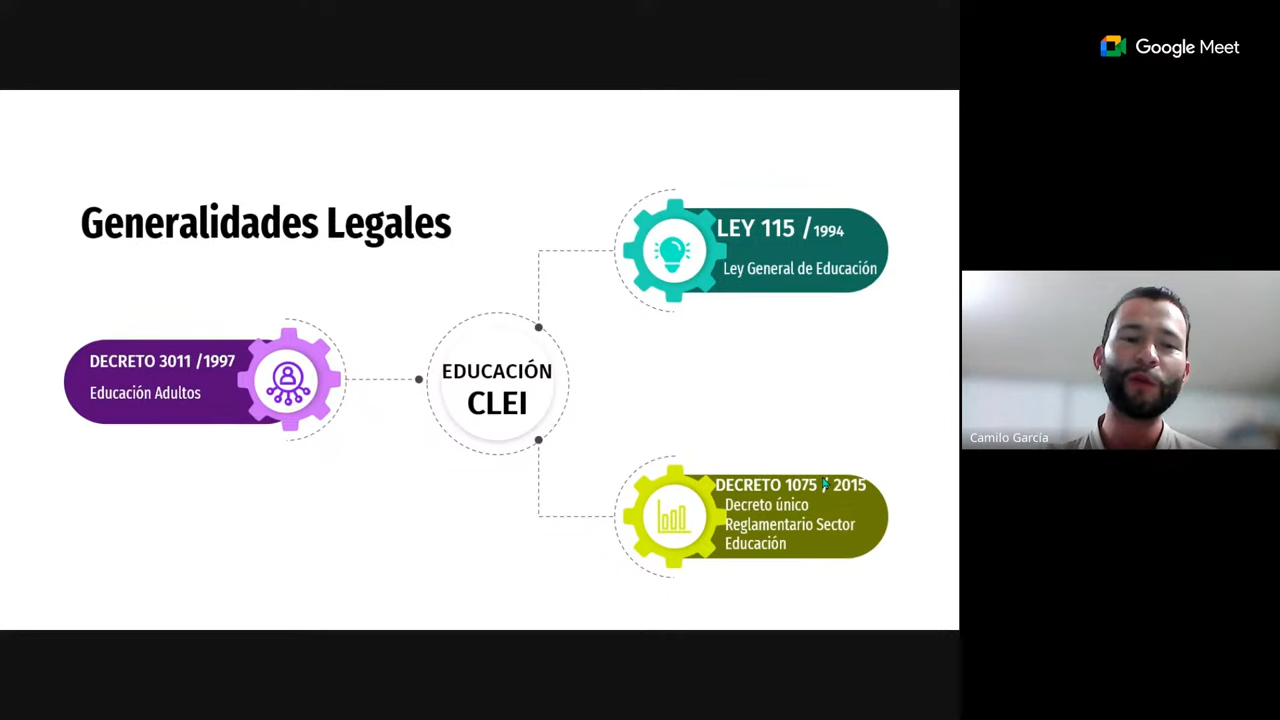 Google Meet
Generalidades Legales
LEY 115 /1994
Ley General de Educación
DECRETO 3011 /1997
Educación Adultos
EDUCACIÓN
CLEI
DECRETO 1075 / 2015
Decreto único
Reglamentario Sector
Educación
Camilo García